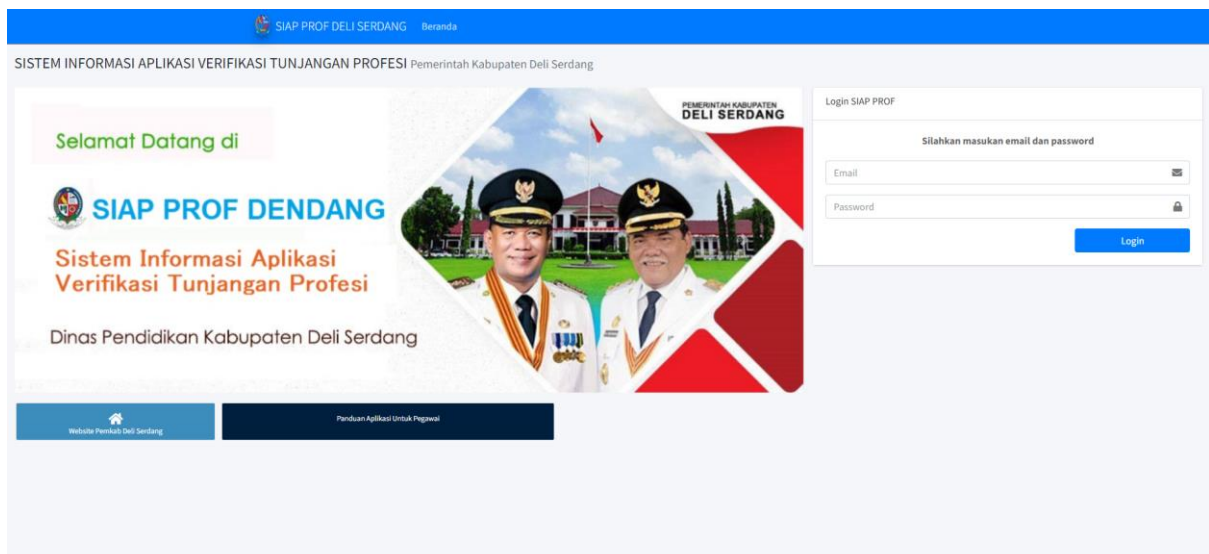 SIAP PROF DELI SERDANG Beranda
SISTEM INFORMASI APLIKASI VERIFIKASI TUNJANGAN PROFESI Pemerintah Kabupaten Deli Serdang
PEMERINTAH KABUPATEN
DELI SERDANG
Selamat Datang di
SIAP PROF DENDANG
Sistem Informasi Aplikasi
Verifikasi Tunjangan Profesi
Dinas Pendidikan Kabupaten Deli Serdang
Login SIAP PROF
Silahkan masukan email dan password
Email
Password
Login
Website Pemkab Deli Serdang
Panduan Aplikasi Untuk Pegawai